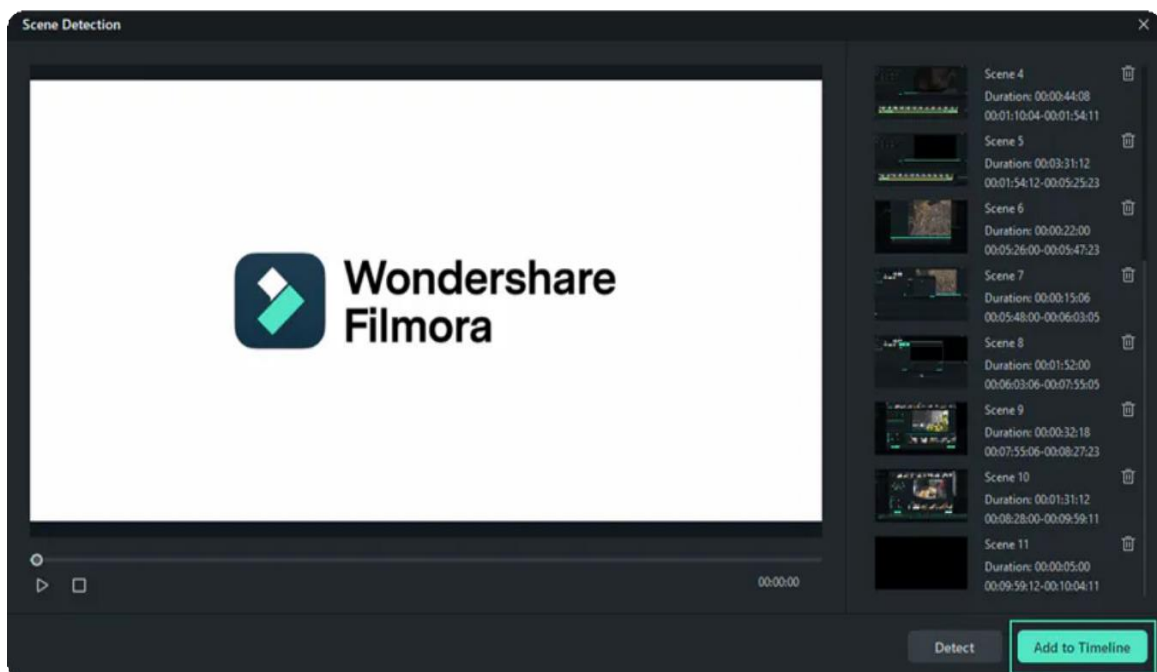 Scene Detection
Wondershare
Filmora
00:00:00
Scene 4
Duration: 00:00:44:08
00:01:10:04-00:01:54:11
Scene 5
Duration: 00:03:31:12
00:01:54:12-00:05:25:23
Scene 6
Duration: 00:00:22:00
00:05:26:00-00:05:47:23
Scene 7
Duration: 00:00:15:06
00:05:48:00-00:06:03:05
Scene 8
Duration: 00:01:52:00
00:06:03:06-00:07:55:05
Scene 9
Duration: 00:00:32:18
00:07:55:06-00:08:27:23
Scene 10
Duration: 00:01:31:12
00:08:28:00-00:09:59:11
Scene 11
Duration: 00:00:05:00
00:09:59:12-00:10:04:11
Detect
Add to Timeline